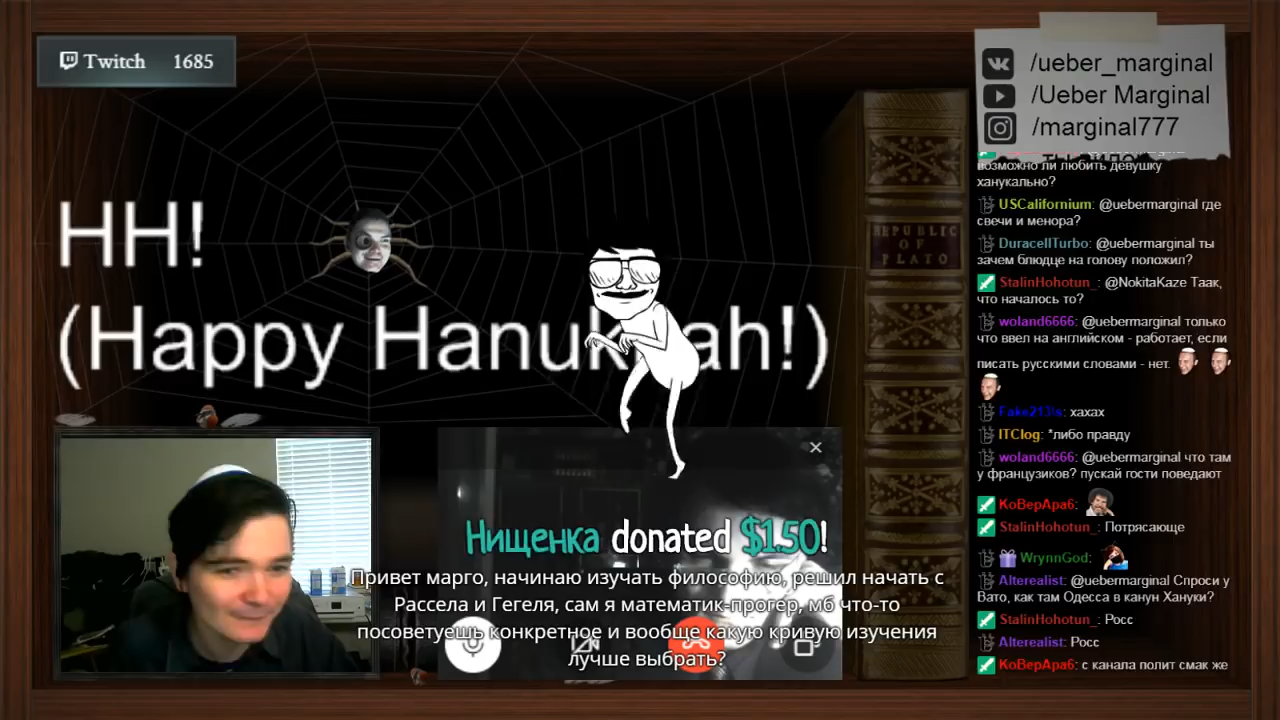 Twitch 1685
HH!
(Happy Hanukkah!)
REPUBLIC
OF
PLATO
/ueber_marginal
/Ueber Marginal
/marginal777
возможно ли любить девушку
ханукально?
USCalifornium: @uebermarginal где
свечи и менора?
DuracellTurbo: @uebermarginal ты
зачем блюдце на голову положил?
StalinHohotun_: @NokitaKaze Таак,
что началось то?
woland6666: @uebermarginal только
что ввел на английском - работает, если
писать русскими словами - нет.
Fake213ls: хахах
ITClog: *либо правду
woland6666: @uebermarginal что там
у французиков? пускай гости поведают
КоВерАра6:
StalinHohotun_: Потрясающе
WrynnGod:
Alterealist: @uebermarginal Спроси у
Вато, как там Одесса в канун Хануки?
StalinHohotun_: Росс
Alterealist: Росс
КоВерАра6: с канала полит смак же
Нищенка donated $1.50!
Привет марго, начинаю изучать философию, решил начать с
Рассела и Гегеля, сам я математик-прогер, мб что-то
посоветуешь конкретное и вообще какую кривую изучения
лучше выбрать?